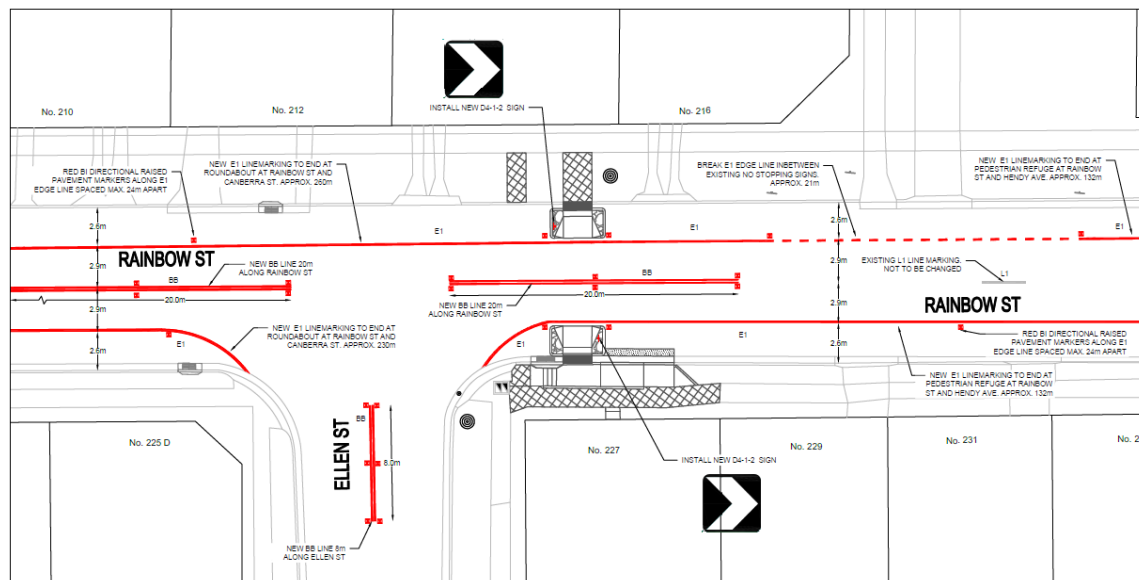 No. 210
No. 212
INSTALL NEW D4-1-2 SIGN
No. 216
RED BI DIRECTIONAL RAISED
PAVEMENT MARKERS ALONG E1
EDGE LINE SPACED MAX. 24m APART
NEW E1 LINEMARKING TO END AT
ROUNDABOUT AT RAINBOW ST AND
CANBERRA ST. APPROX. 260m
BREAK E1 EDGE LINE INBETWEEN
EXISTING NO STOPPING SIGNS.
APPROX. 21m
NEW E1 LINEMARKING TO END AT
PEDESTRIAN REFUGE AT RAINBOW
ST AND HENDY AVE. APPROX. 132m
2.6m
E1
E1
2.6m
E1
RAINBOW ST
2.9m
NEW BB LINE 20m
ALONG RAINBOW ST
BB
20.0m
BB
20.0m
NEW BB LINE 20m
ALONG RAINBOW ST
2.9m
EXISTING L1 LINE MARKING.
NOT TO BE CHANGED
L1
RAINBOW ST
2.9m
2.9m
E1
2.6m
NEW E1 LINEMARKING TO END AT
ROUNDABOUT AT RAINBOW ST AND
CANBERRA ST. APPROX. 230m
E1
E1
2.6m
RED BI DIRECTIONAL RAISED
PAVEMENT MARKERS ALONG E1
EDGE LINE SPACED MAX. 24m APART
NEW E1 LINEMARKING TO END AT
PEDESTRIAN REFUGE AT RAINBOW
ST AND HENDY AVE. APPROX. 132m
BB
ELLEN ST
8.0m
No. 225 D
No. 227
No. 229
No. 231
No. 2
INSTALL NEW D4-1-2 SIGN
NEW BB LINE 8m
ALONG ELLEN ST